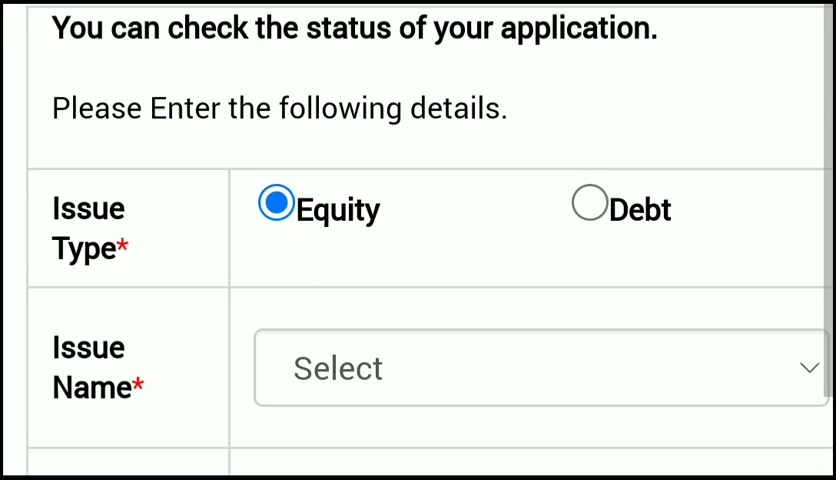 You can check the status of your application.
Please Enter the following details.
Issue
Type*
Equity
Debt
Issue
Name*
Select